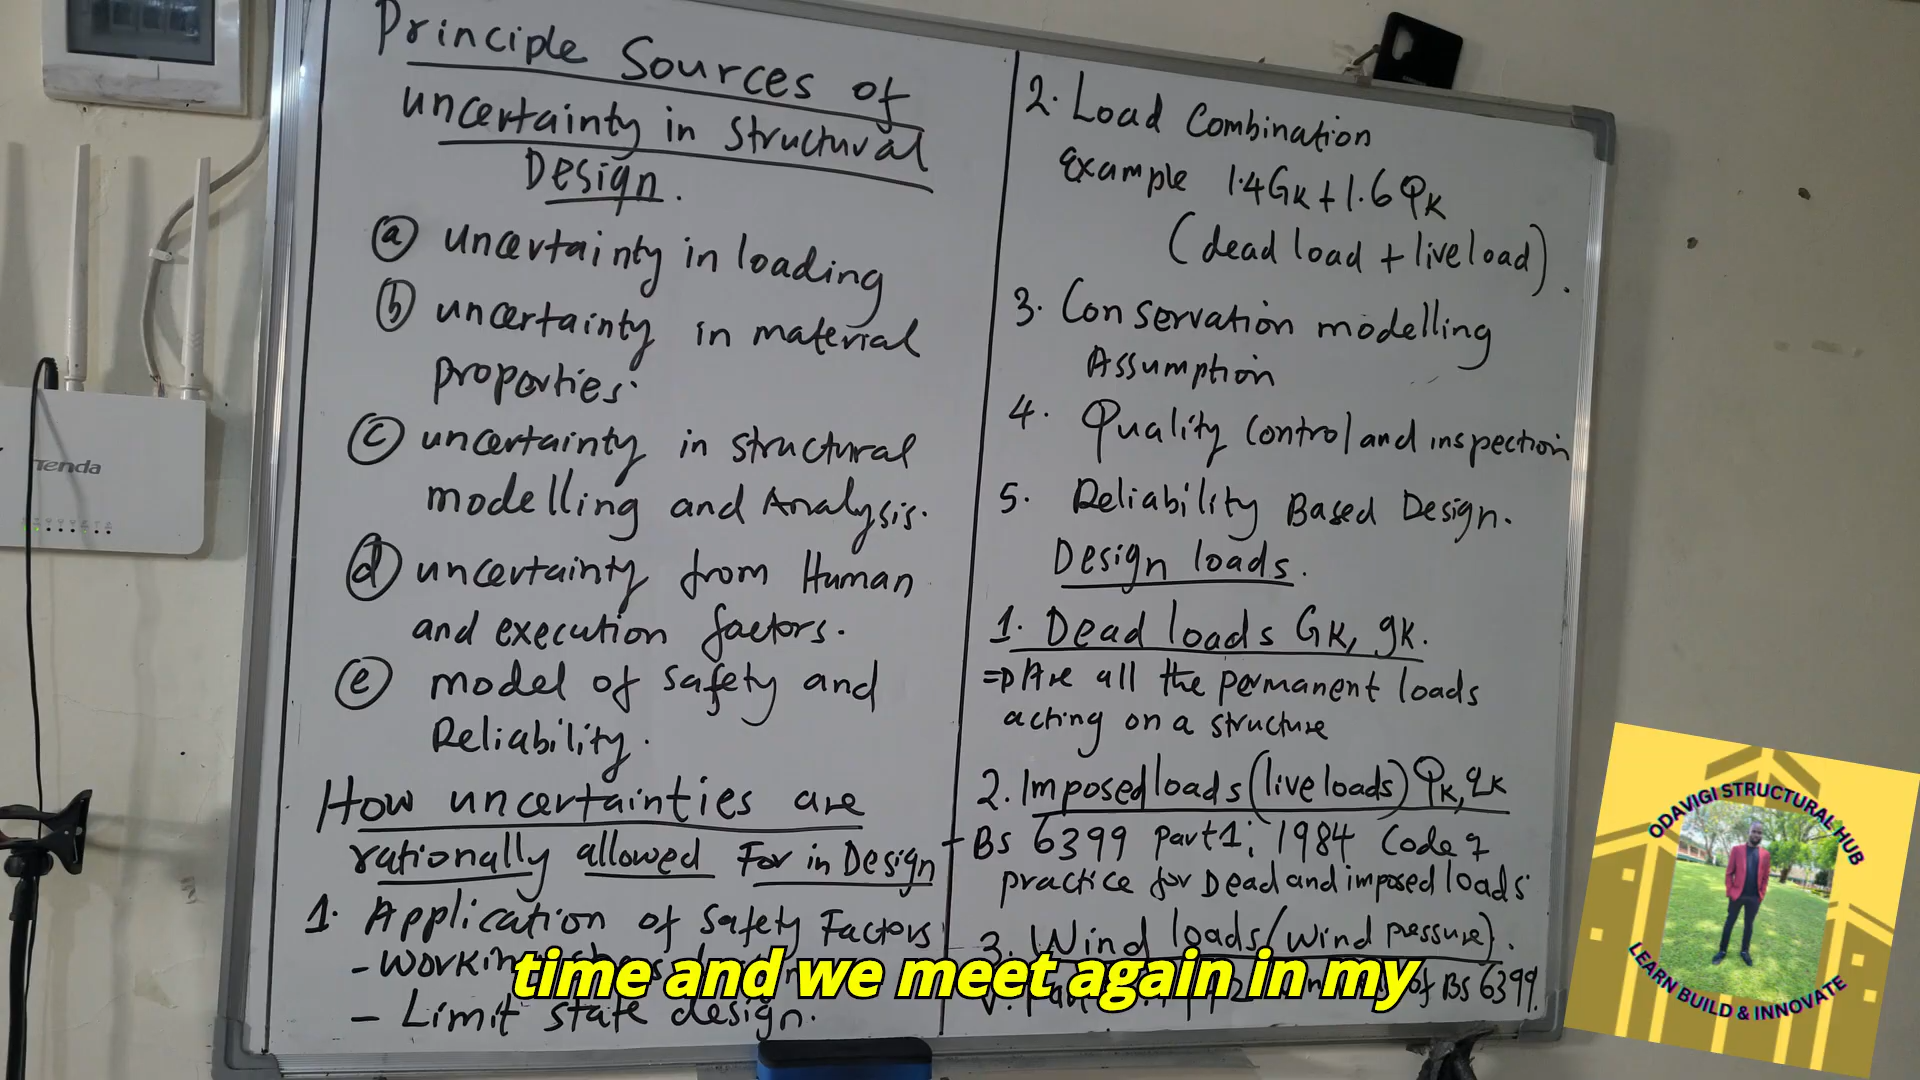 Principle Sources of
uncertainty in Structural
Design.
(a) uncertainty in loading
(b) uncertainty in material
properties.
(c) uncertainty in structural
modelling and Analysis.
(d) uncertainty from Human
and execution factors.
(e) model of safety and
Reliability.
How uncertainties are
rationally allowed For in Design
1. Application of Safety Factors
- Working
- Limit state design.
2. Load Combination
Example 1.4GK + 1.6QK
(dead load + live load).
3. Conservation modelling
Assumption
4. Quality Control and inspection
5. Reliability Based Design.
Design loads.
1. Dead loads GK, gK.
⇒ Are all the permanent loads
acting on a structure
2. Imposed loads (live loads) QK, qK
- Bs 6399 part 1; 1984 Code of
practice for Dead and imposed loads.
3. Wind loads/(wind pressure).
of Bs 6399.
time and we meet again in my
Tenda
ODAVIGI STRUCTURAL HUB
LEARN BUILD & INNOVATE